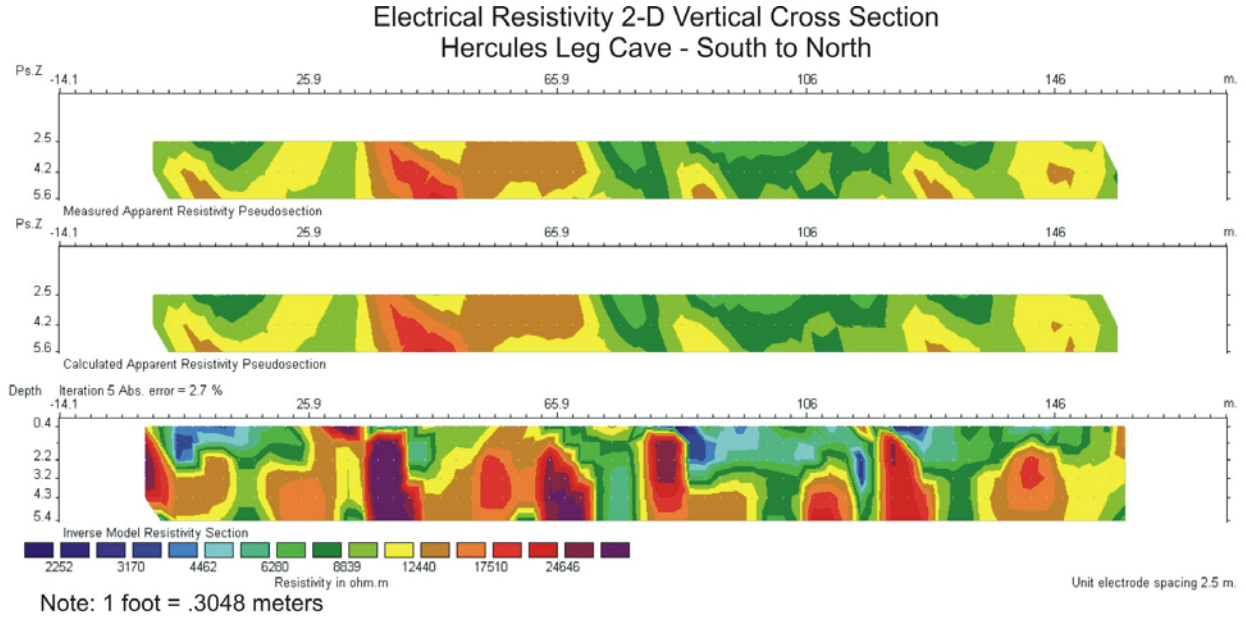 Electrical Resistivity 2-D Vertical Cross Section
Hercules Leg Cave - South to North
Ps.Z -14.1 25.9 65.9 106 146 m.
2.5
4.2
5.6
Measured Apparent Resistivity Pseudosection
Ps.Z -14.1 25.9 65.9 106 146 m.
2.5
4.2
5.6
Calculated Apparent Resistivity Pseudosection
Depth Iteration 5 Abs. error = 2.7 %
-14.1 25.9 65.9 106 146 m.
0.4
2.2
3.2
4.3
5.4
Inverse Model Resistivity Section
2252 3170 4462 6280 8839 12440 17510 24646
Resistivity in ohm.m Unit electrode spacing 2.5 m.
Note: 1 foot = .3048 meters